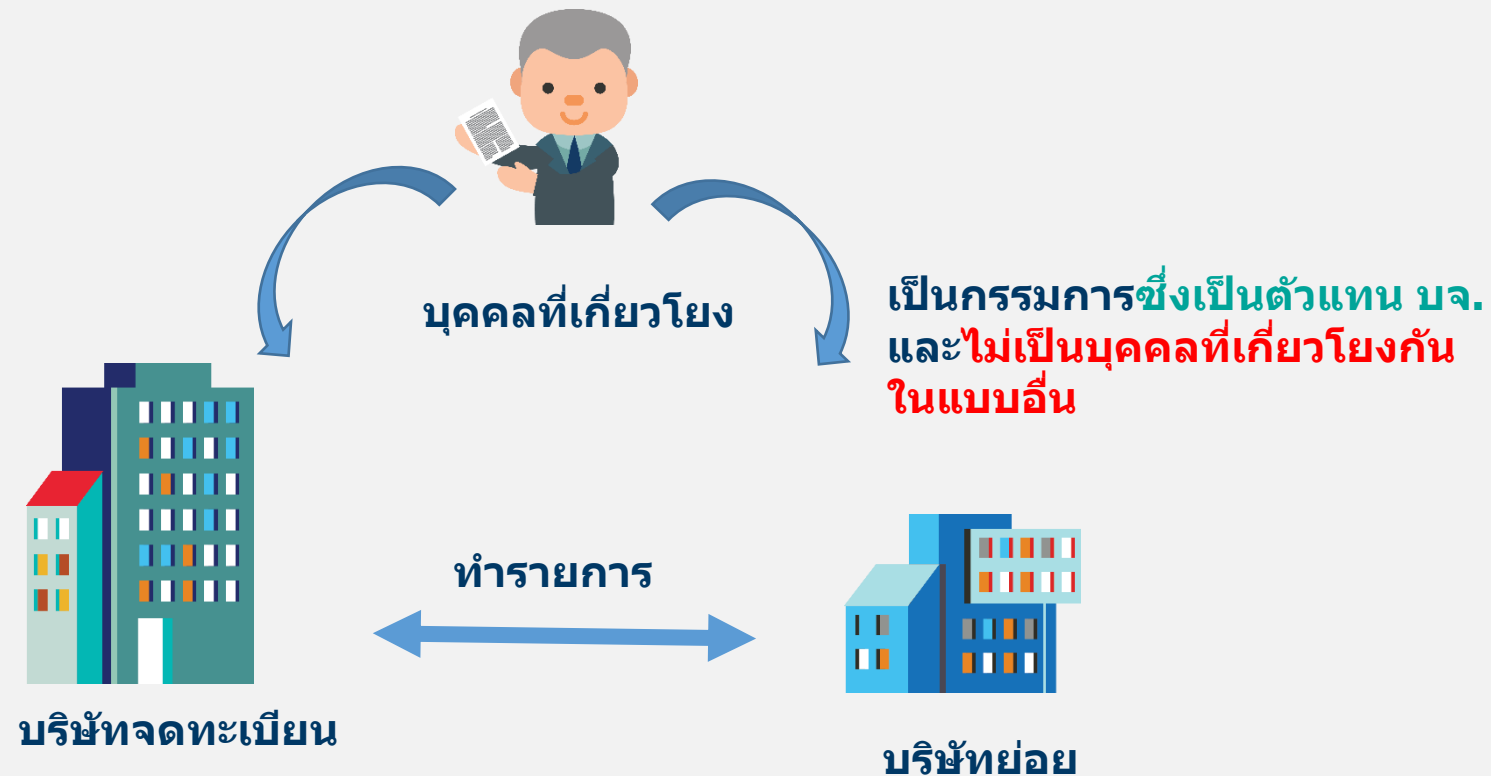 บุคคลที่เกี่ยวโยง
เป็นกรรมการซึ่งเป็นตัวแทน บจ.
และไม่เป็นบุคคลที่เกี่ยวโยงกัน
ในแบบอื่น
ทำรายการ
บริษัทจดทะเบียน
บริษัทย่อย